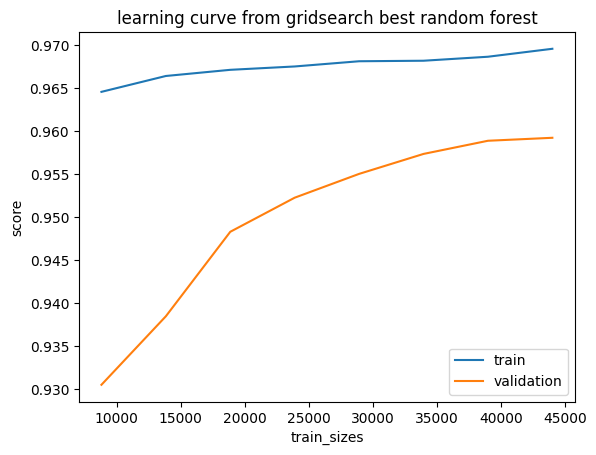 learning curve from gridsearch best random forest
0.970
0.965
0.960
0.955
0.950
0.945
0.940
0.935
0.930
score
10000 15000 20000 25000 30000 35000 40000 45000
train_sizes
train
validation